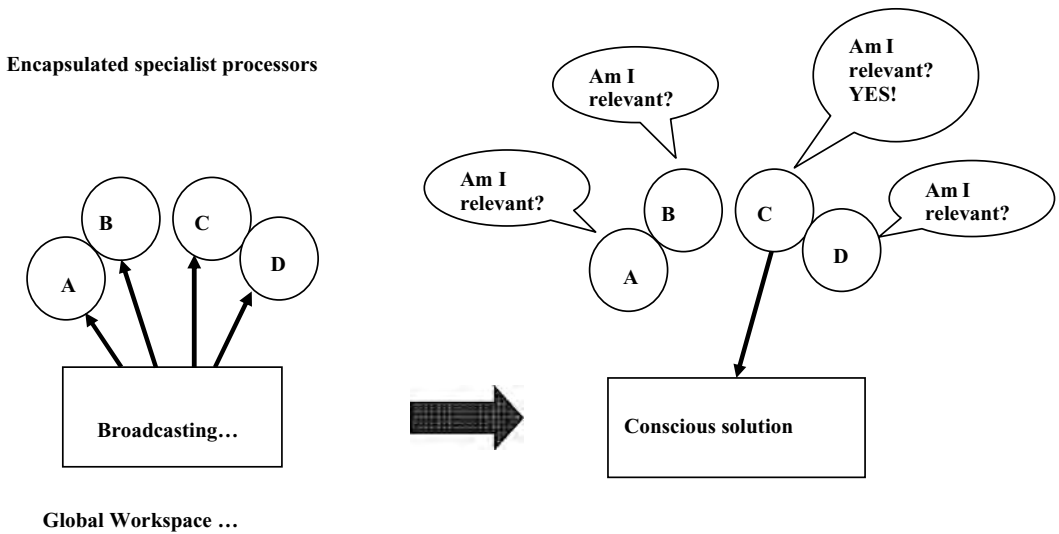 Encapsulated specialist processors
A
B
C
D
Broadcasting…
Global Workspace …
Am I
relevant?
Am I
relevant?
Am I
relevant?
YES!
Am I
relevant?
A
B
C
D
Conscious solution